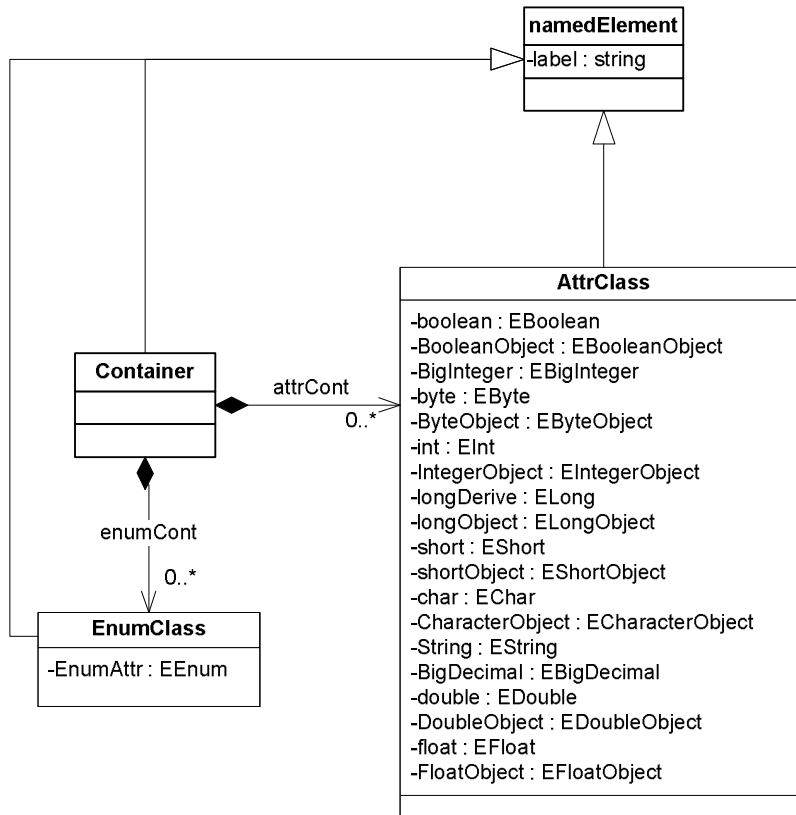 namedElement
-label : string
AttrClass
-boolean : EBoolean
-BooleanObject : EBooleanObject
-BigInteger : EBigInteger
-byte : EByte
-ByteObject : EByteObject
-int : EInt
-IntegerObject : EIntegerObject
-longDerive : ELong
-longObject : ELongObject
-short : EShort
-shortObject : EShortObject
-char : EChar
-CharacterObject : ECharacterObject
-String : EString
-BigDecimal : EBigDecimal
-double : EDouble
-DoubleObject : EDoubleObject
-float : EFloat
-FloatObject : EFloatObject
Container
attrCont
0..*
enumCont
0..*
EnumClass
-EnumAttr : EEnum